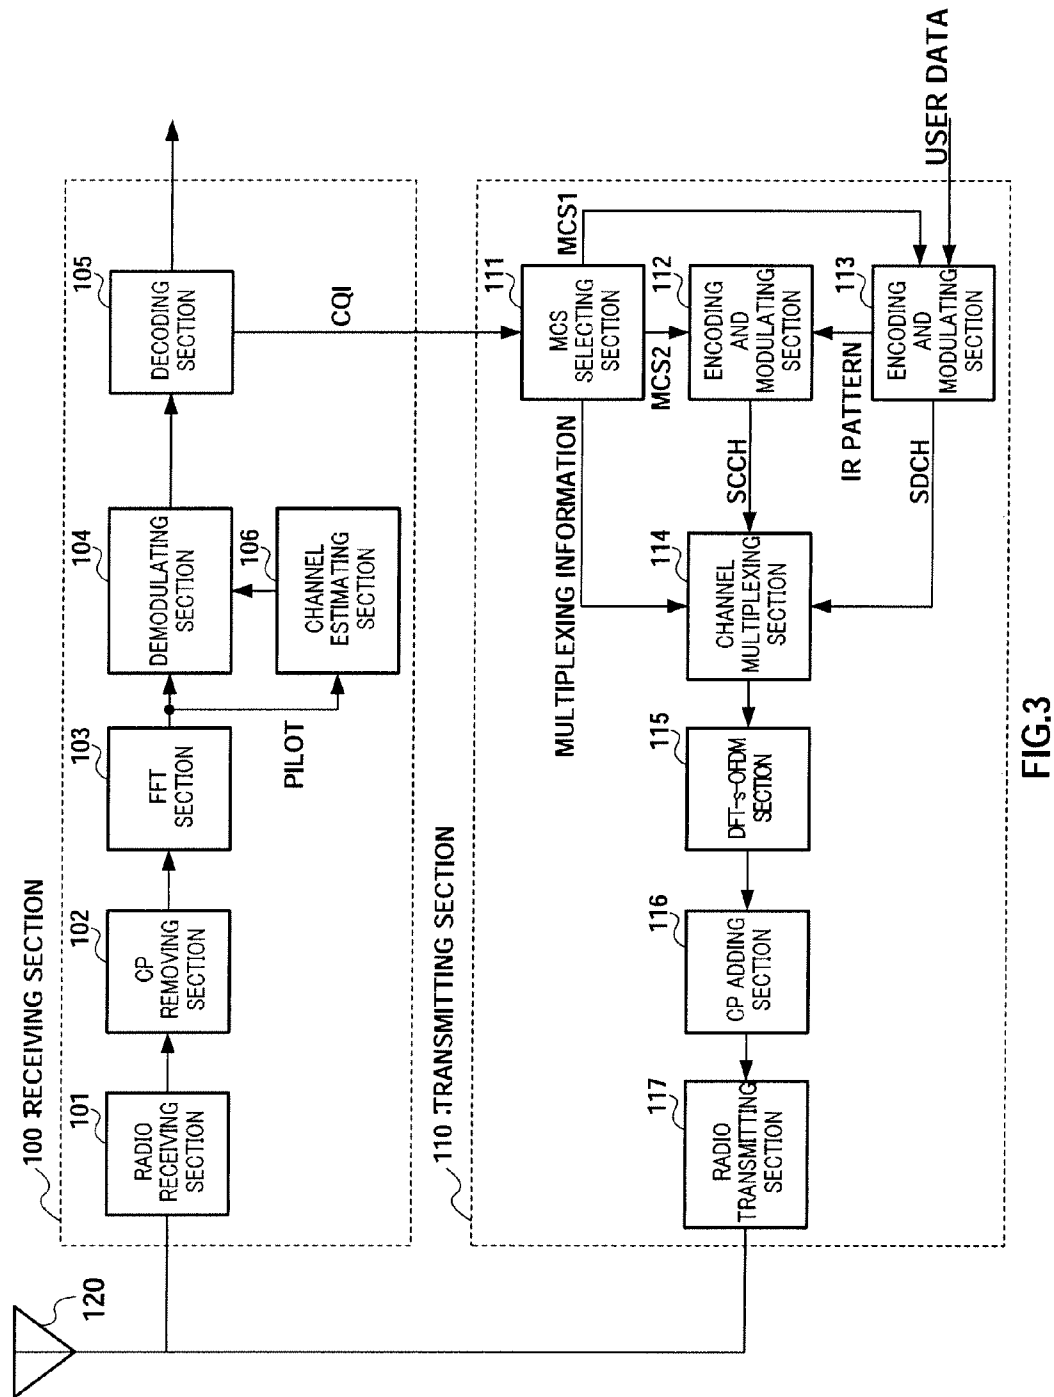 100 :RECEIVING SECTION
101
RADIO
RECEIVING
SECTION
102
CP
REMOVING
SECTION
103
FFT
SECTION
PILOT
104
DEMODULATING
SECTION
106
CHANNEL
ESTIMATING
SECTION
105
DECODING
SECTION
CQI
120
110 :TRANSMITTING SECTION
111
MCS
SELECTING
SECTION
MCS1
MCS2
112
ENCODING
AND
MODULATING
SECTION
113
ENCODING
AND
MODULATING
SECTION
USER DATA
IR PATTERN
MULTIPLEXING INFORMATION
SCCH
SDCH
114
CHANNEL
MULTIPLEXING
SECTION
115
DFT-s-OFDM
SECTION
116
CP ADDING
SECTION
117
RADIO
TRANSMITTING
SECTION
FIG.3